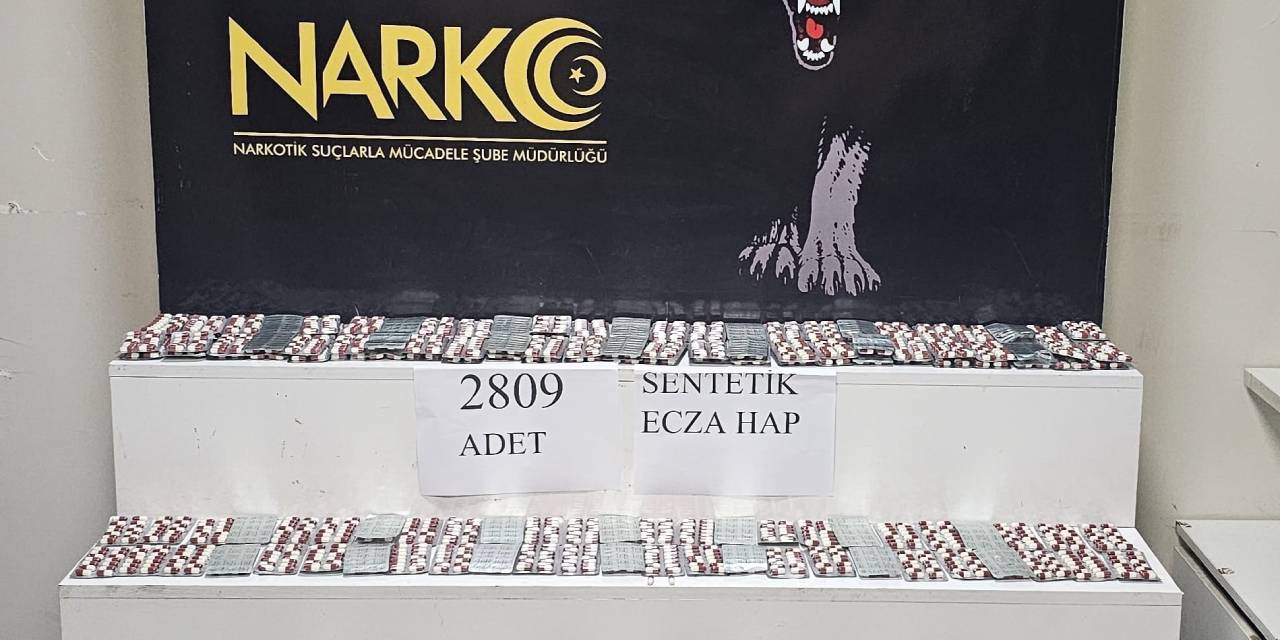 NARKO
NARKOTİK SUÇLARLA MÜCADELE ŞUBE MÜDÜRLÜĞÜ
2809
ADET
SENTETİK
ECZA HAP